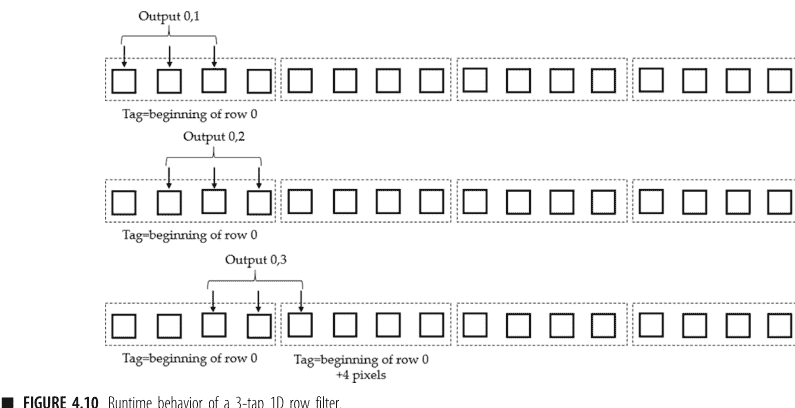 Output 0,1
Tag=beginning of row 0
Output 0,2
Tag=beginning of row 0
Output 0,3
Tag=beginning of row 0
Tag=beginning of row 0
+4 pixels
■ FIGURE 4.10 Runtime behavior of a 3-tap 1D row filter.